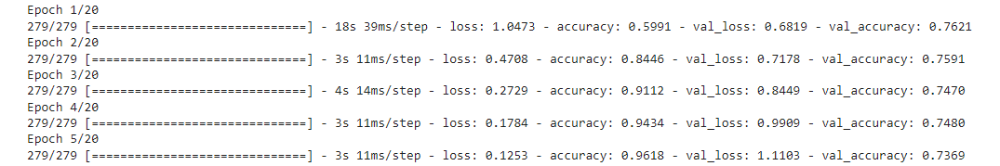 Epoch 1/20
279/279 [==============================] - 18s 39ms/step - loss: 1.0473 - accuracy: 0.5991 - val_loss: 0.6819 - val_accuracy: 0.7621
Epoch 2/20
279/279 [==============================] - 3s 11ms/step - loss: 0.4708 - accuracy: 0.8446 - val_loss: 0.7178 - val_accuracy: 0.7591
Epoch 3/20
279/279 [==============================] - 4s 14ms/step - loss: 0.2729 - accuracy: 0.9112 - val_loss: 0.8449 - val_accuracy: 0.7470
Epoch 4/20
279/279 [==============================] - 3s 11ms/step - loss: 0.1784 - accuracy: 0.9434 - val_loss: 0.9909 - val_accuracy: 0.7480
Epoch 5/20
279/279 [==============================] - 3s 11ms/step - loss: 0.1253 - accuracy: 0.9618 - val_loss: 1.1103 - val_accuracy: 0.7369